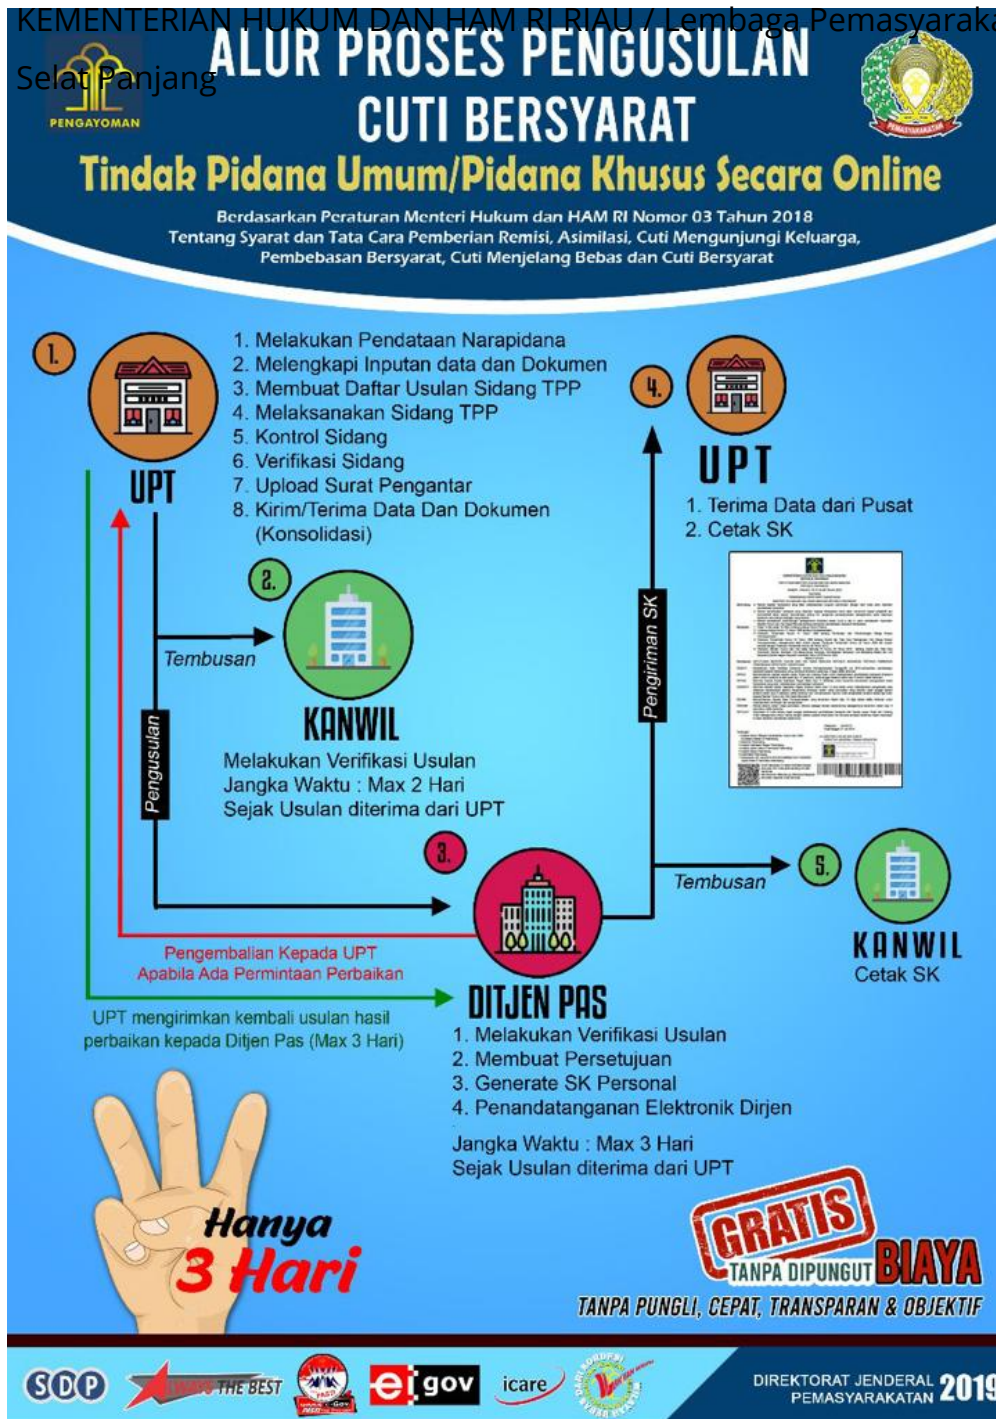 KEMENTERIAN HUKUM DAN HAM RI RIAU / Lembaga
Selat Panjang
PENGAYOMAN
PEMASYARAKATAN
ALUR PROSES PENGUSULAN
CUTI BERSYARAT
Tindak Pidana Umum/Pidana Khusus Secara Online
Berdasarkan Peraturan Menteri Hukum dan HAM RI Nomor 03 Tahun 2018
Tentang Syarat dan Tata Cara Pemberian Remisi, Asimilasi, Cuti Mengunjungi Keluarga,
Pembebasan Bersyarat, Cuti Menjelang Bebas dan Cuti Bersyarat
1.
UPT
1. Melakukan Pendataan Narapidana
2. Melengkapi Inputan data dan Dokumen
3. Membuat Daftar Usulan Sidang TPP
4. Melaksanakan Sidang TPP
5. Kontrol Sidang
6. Verifikasi Sidang
7. Upload Surat Pengantar
8. Kirim/Terima Data Dan Dokumen
(Konsolidasi)
Pengusulan
Tembusan
2.
KANWIL
Melakukan Verifikasi Usulan
Jangka Waktu : Max 2 Hari
Sejak Usulan diterima dari UPT
3.
DITJEN PAS
1. Melakukan Verifikasi Usulan
2. Membuat Persetujuan
3. Generate SK Personal
4. Penandatanganan Elektronik Dirjen
Jangka Waktu : Max 3 Hari
Sejak Usulan diterima dari UPT
Pengembalian Kepada UPT
Apabila Ada Permintaan Perbaikan
UPT mengirimkan kembali usulan hasil
perbaikan kepada Ditjen Pas (Max 3 Hari)
Pengiriman SK
4.
UPT
1. Terima Data dari Pusat
2. Cetak SK
Tembusan
5.
KANWIL
Cetak SK
Hanya
3 Hari
GRATIS
TANPA DIPUNGUT BIAYA
TANPA PUNGLI, CEPAT, TRANSPARAN & OBJEKTIF
SDP
ALWAYS THE BEST
e gov
icare
DIREKTORAT JENDERAL
PEMASYARAKATAN 2019